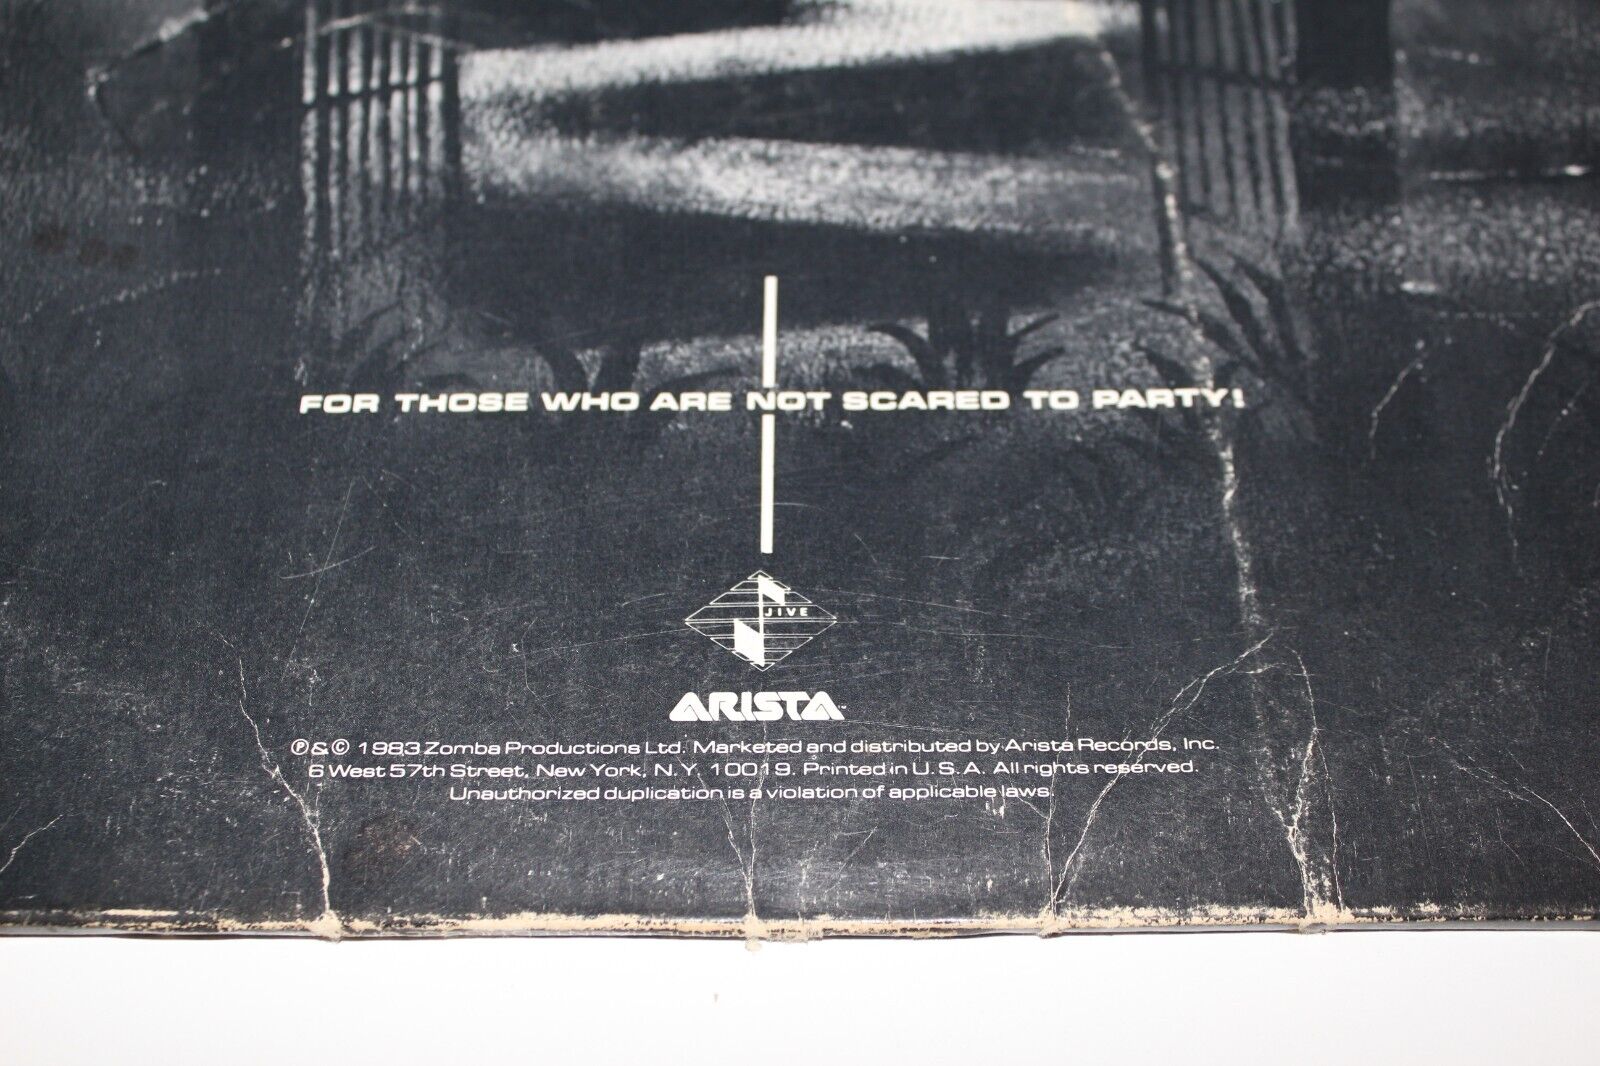 FOR THOSE WHO ARE NOT SCARED TO PARTY!
JIVE
ARISTA™
Ⓟ&© 1983 Zomba Productions Ltd. Marketed and distributed by Arista Records, Inc.
6 West 57th Street, New York, N.Y. 10019. Printed in U.S.A. All rights reserved.
Unauthorized duplication is a violation of applicable laws.